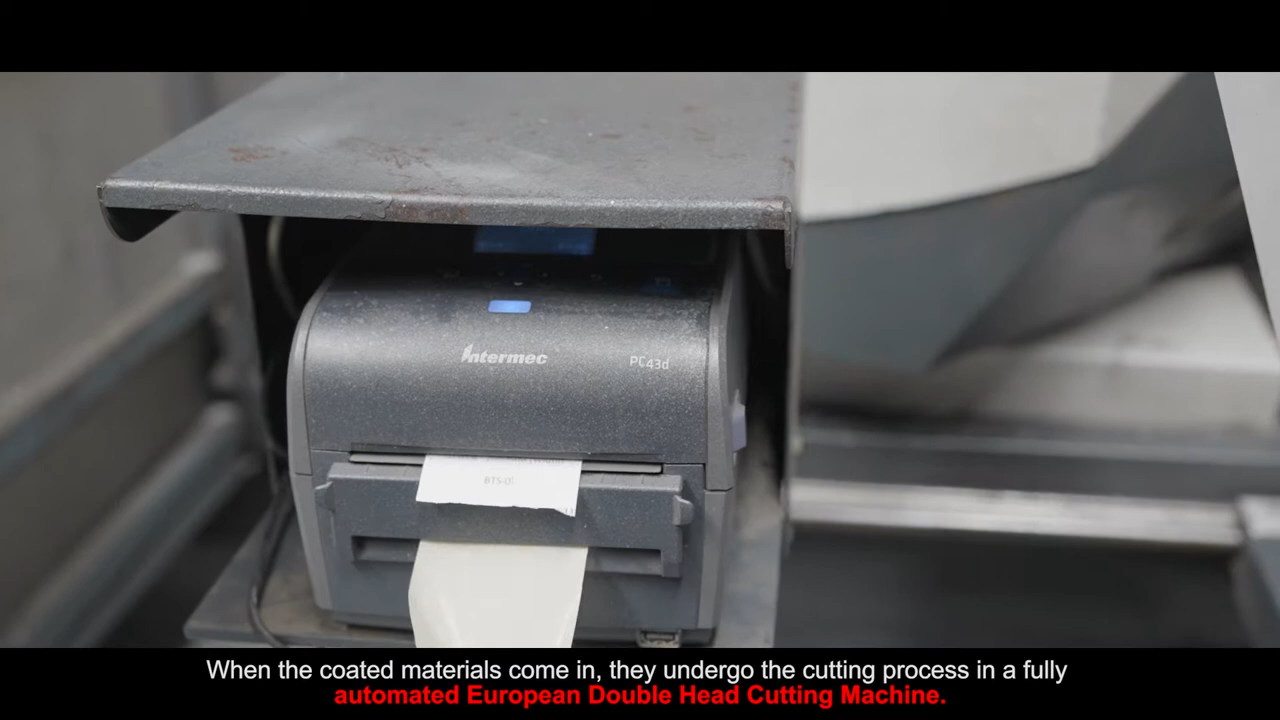 Intermec
PC43d
BTS-0
When the coated materials come in, they undergo the cutting process in a fully
automated European Double Head Cutting Machine.